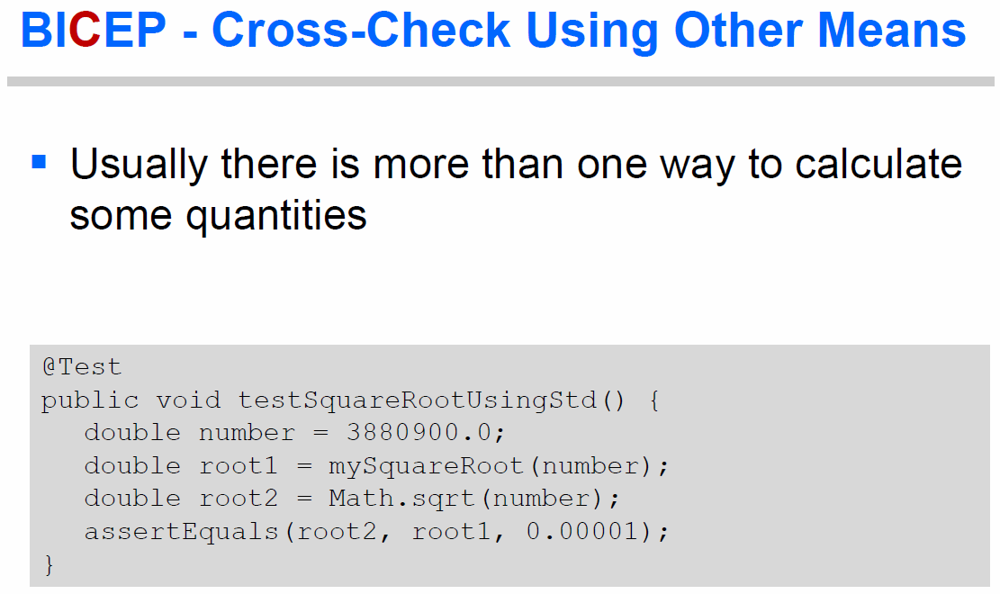 BICEP - Cross-Check Using Other Means
Usually there is more than one way to calculate
some quantities
@Test
public void testSquareRootUsingStd() {
double number = 3880900.0;
double root1 = mySquareRoot(number);
double root2 = Math.sqrt(number);
assertEquals(root2, root1, 0.00001);
}